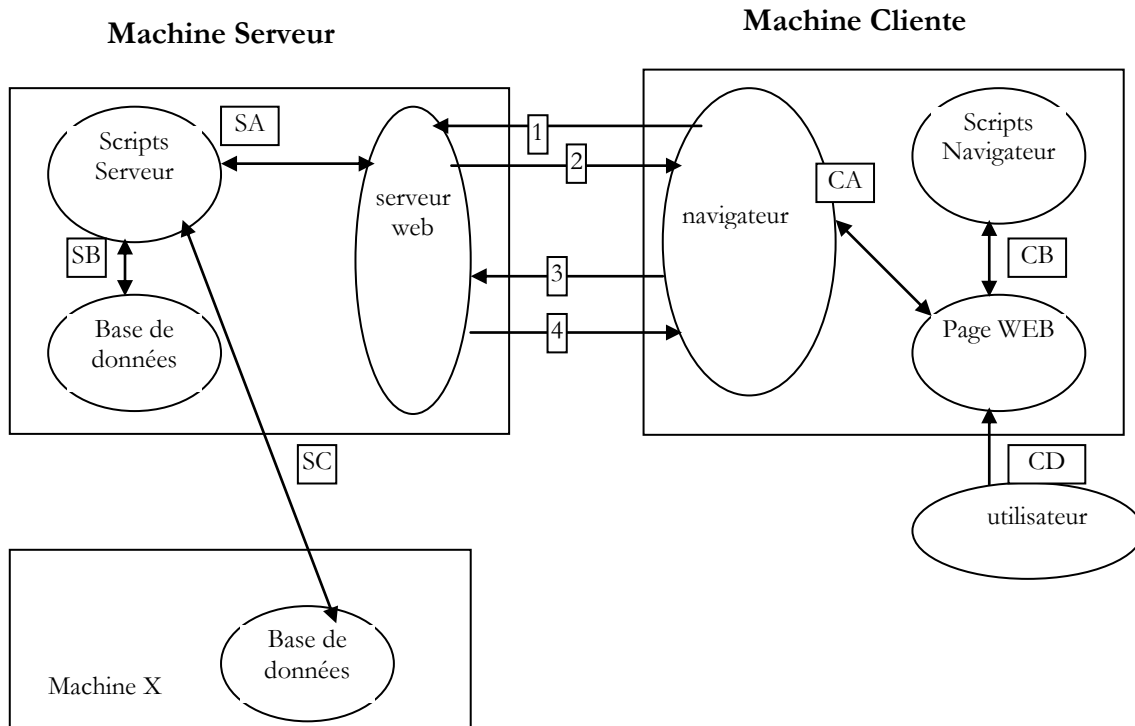 Machine Serveur
Machine Cliente
SA
1
2
Scripts
Serveur
serveur
web
navigateur
CA
Scripts
Navigateur
SB
3
CB
4
Base de
données
Page WEB
SC
CD
utilisateur
Base de
données
Machine X